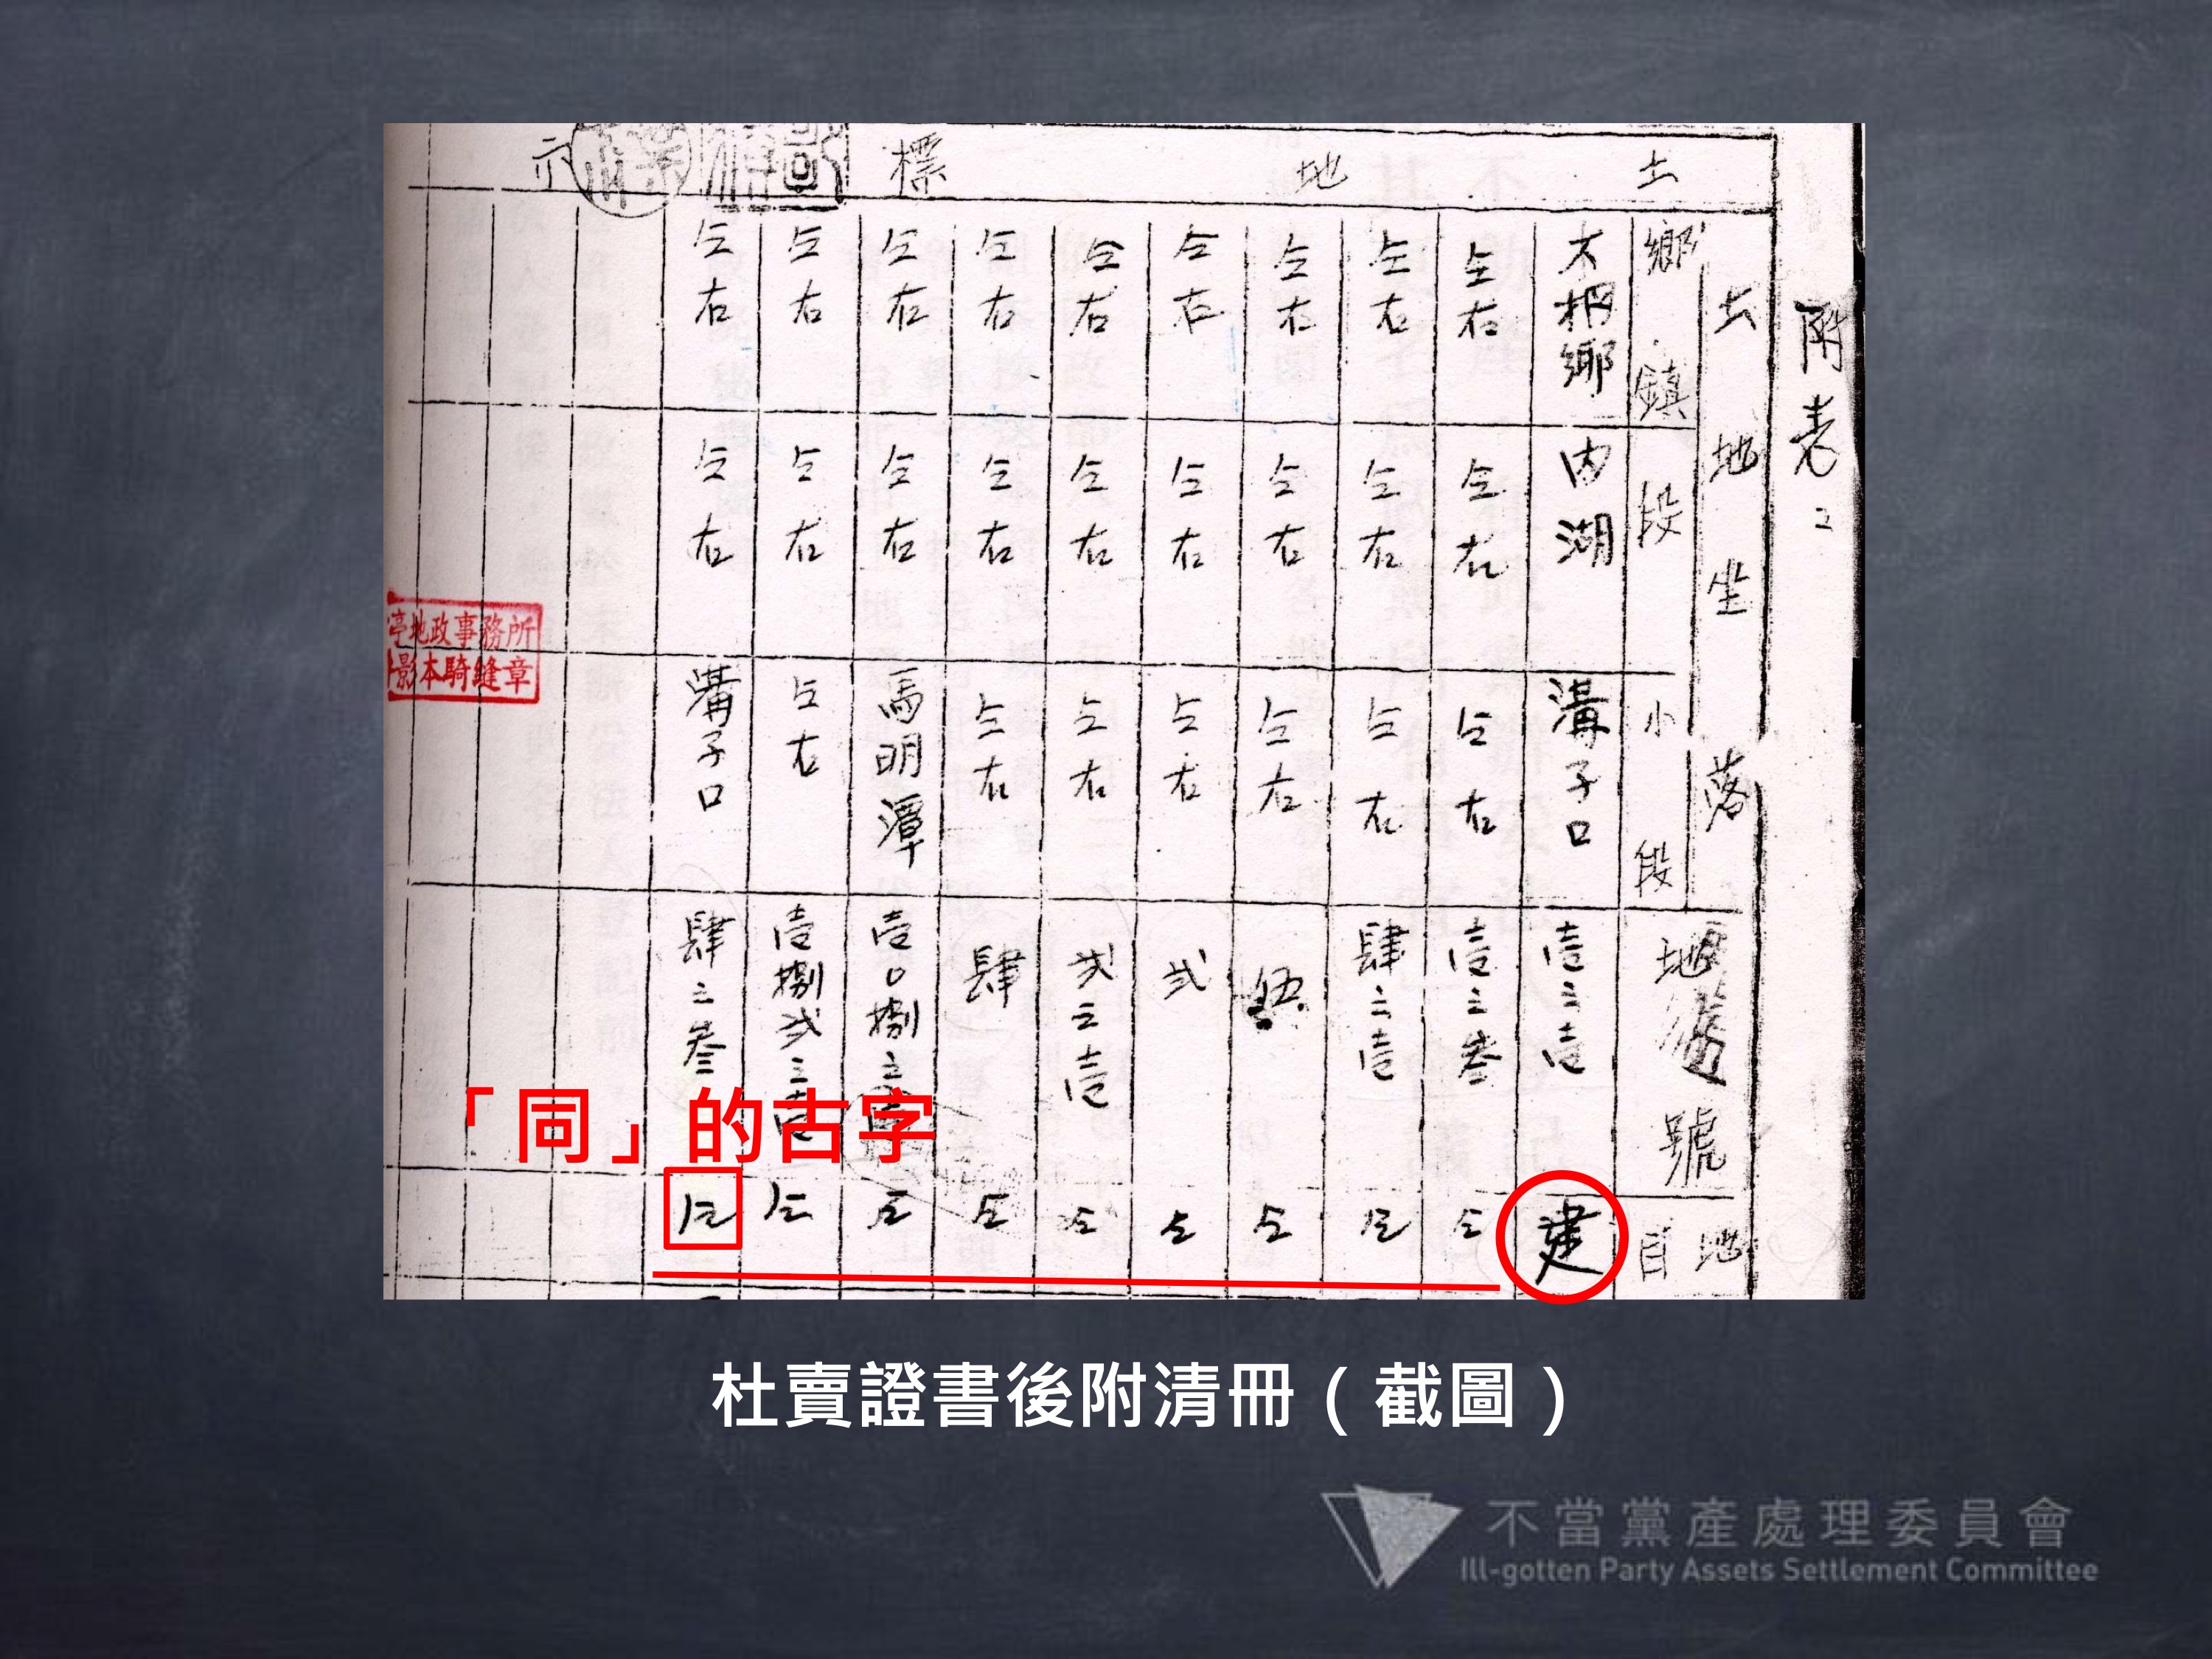 附表2
土地標示
土地坐落
鄉鎮
段
小段
地號
地目
木柵鄉
内湖
溝子口
壹之壹
建
仝右
仝右
仝右
壹之叁
仝
仝右
仝右
仝右
肆之壹
仝
仝右
仝右
仝右
伍
仝
仝右
仝右
仝右
弍
仝
仝右
仝右
仝右
弍之壹
仝
仝右
仝右
仝右
肆
仝
仝右
仝右
馬明潭
壹0捌之
仝
仝右
仝右
仝右
壹捌弍之壹
仝
仝右
仝右
溝子口
肆之叁
仝
亭地政事務所
影本騎縫章
「同」的古字
杜賣證書後附清冊（截圖）
不當黨產處理委員會
Ill-gotten Party Assets Settlement Committee